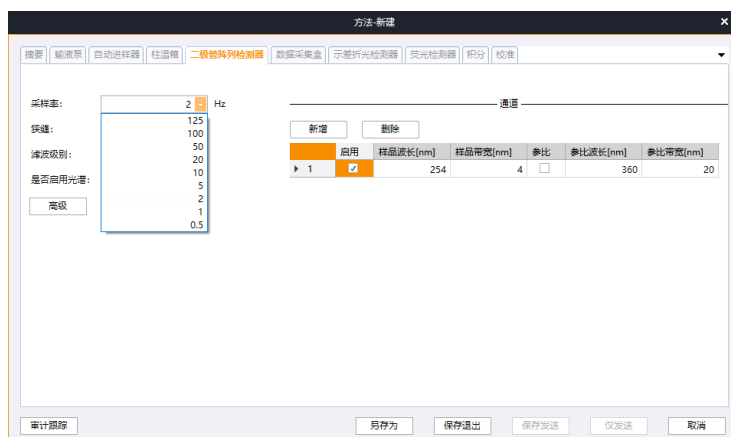 方法-新建
摘要 输液泵 自动进样器 柱温箱 二极管阵列检测器 数据采集盒 示差折光检测器 荧光检测器 积分 校准
采样率: 2 Hz
通道
125
狭缝: 新增 删除
100
滤波级别: 50
启用 样品波长[nm] 样品带宽[nm] 参比 参比波长[nm] 参比带宽[nm]
20
是否启用光谱: 10
1 254 4 360 20
5
高级 2
1
0.5
审计跟踪 另存为 保存退出 保存发送 仅发送 取消